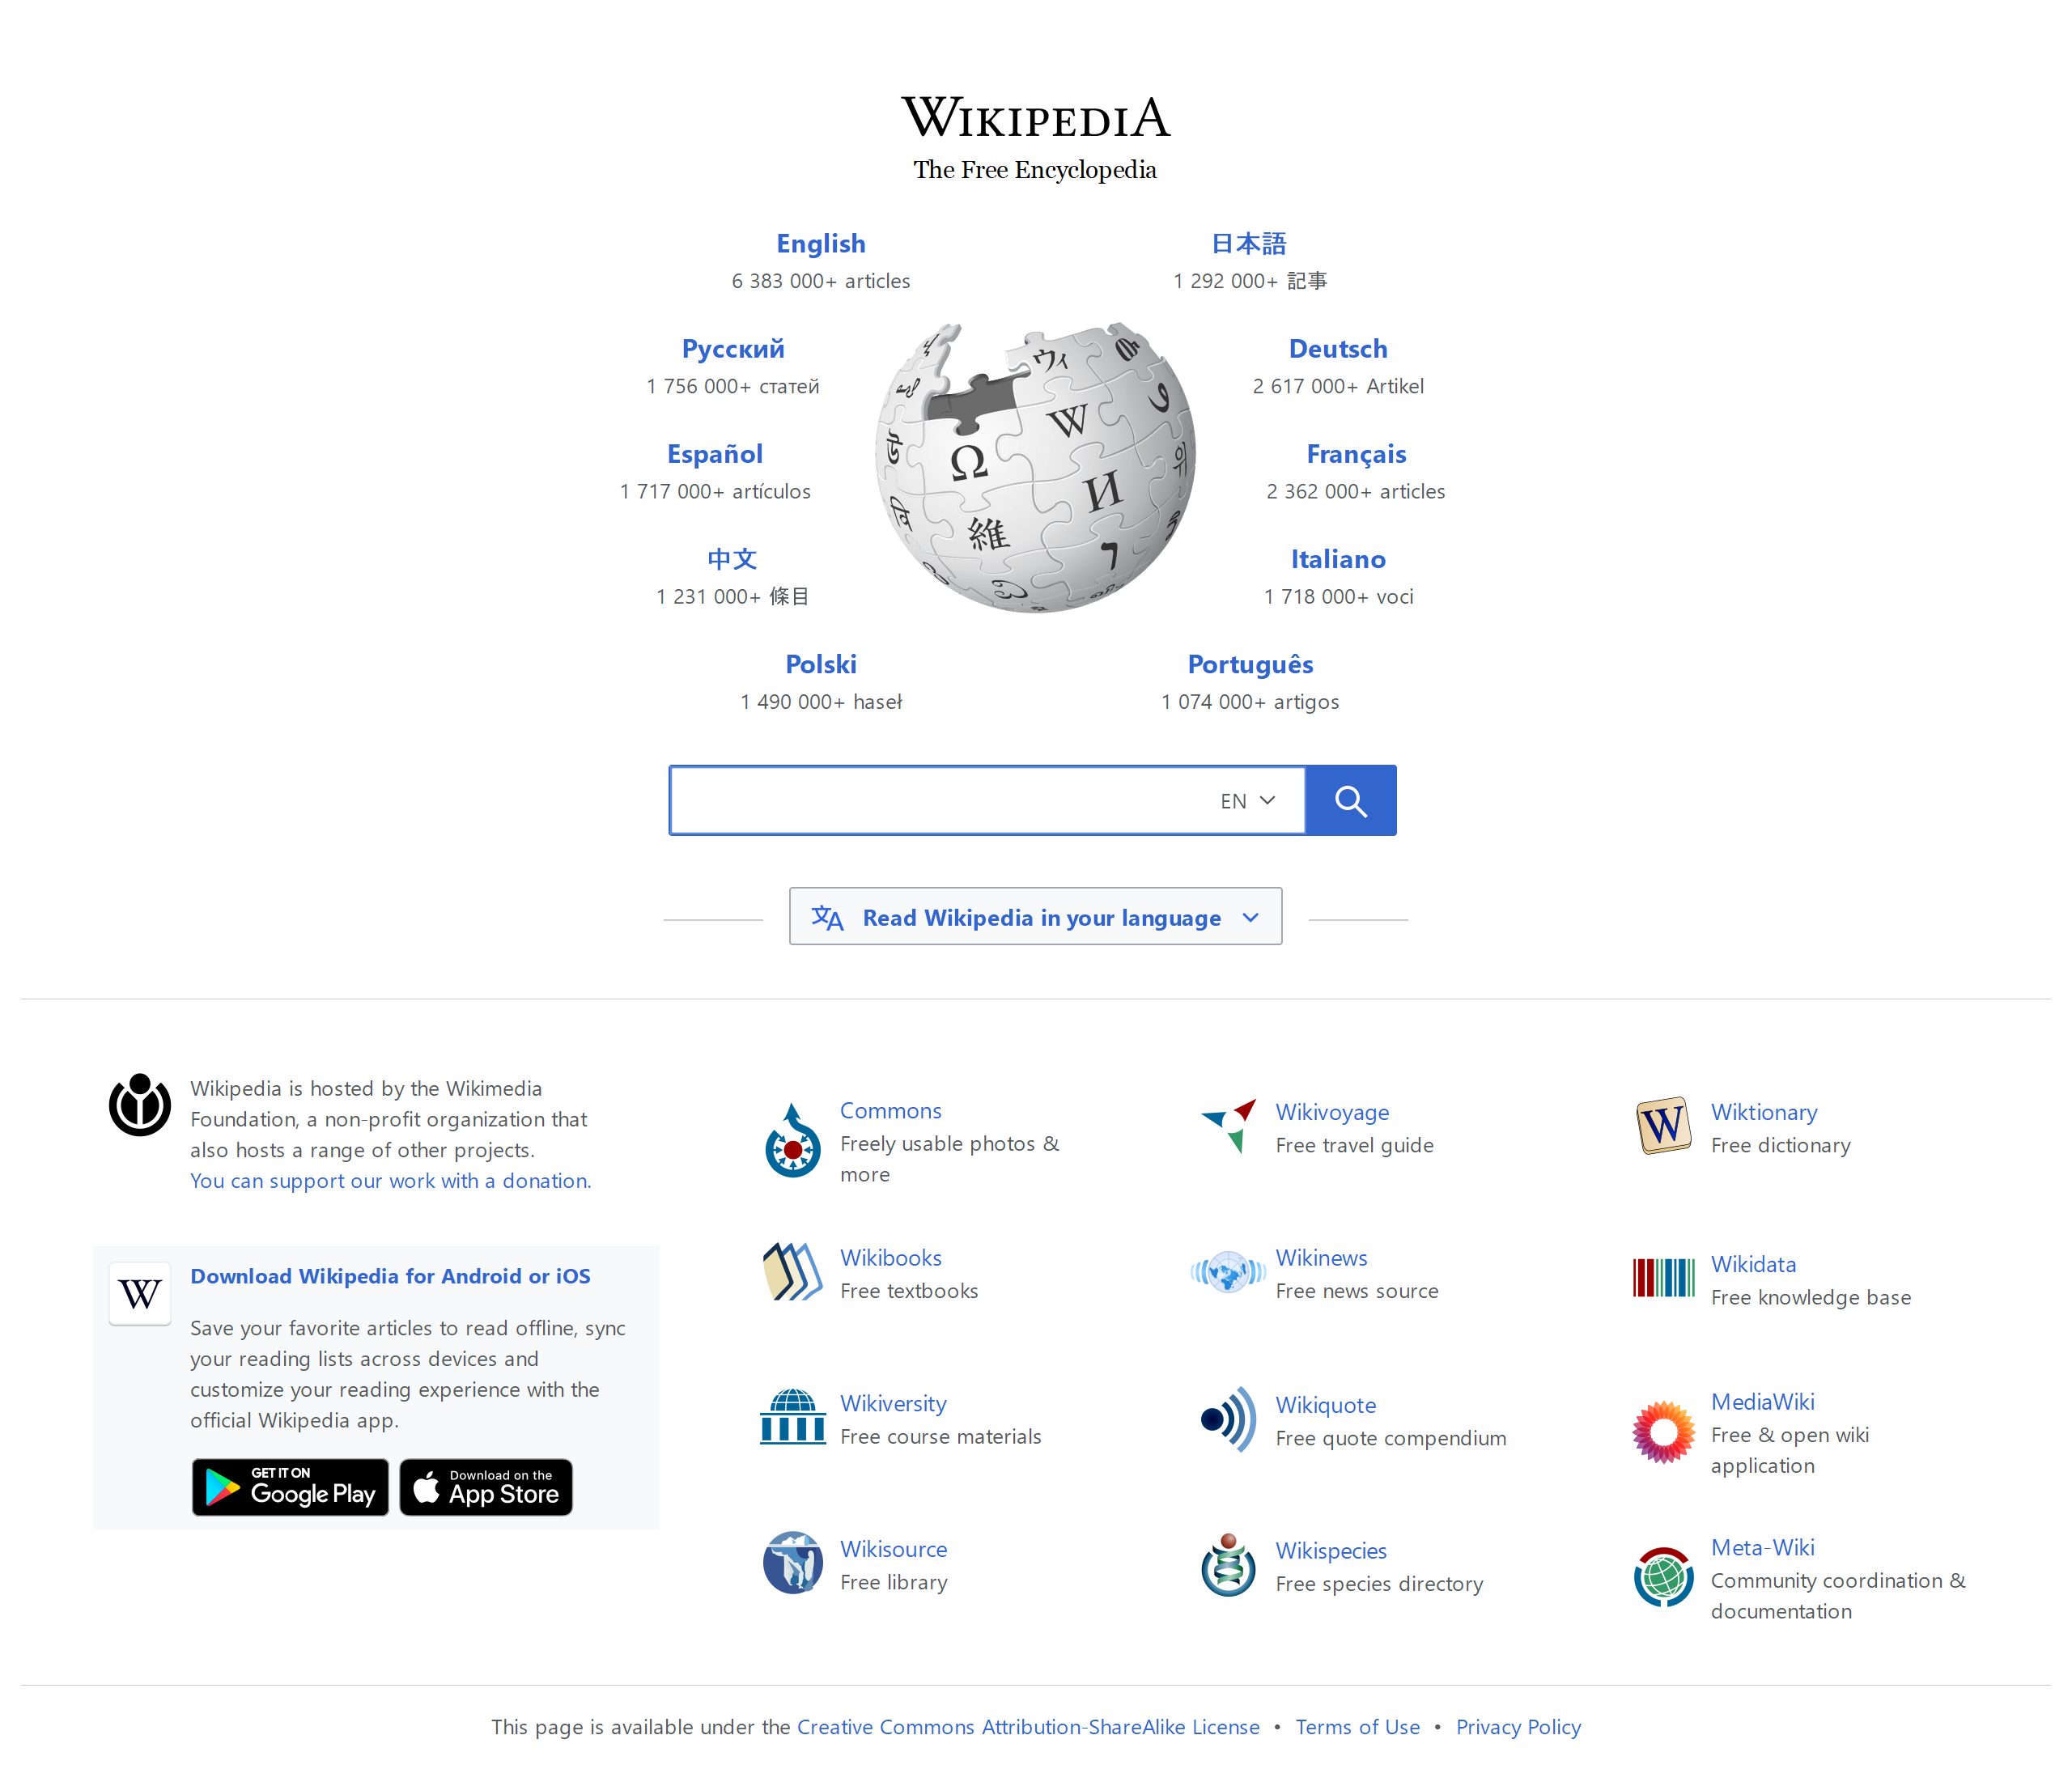 WIKIPEDIA
The Free Encyclopedia
English
6 383 000+ articles
日本語
1 292 000+ 記事
Русский
1 756 000+ статей
Deutsch
2 617 000+ Artikel
Español
1 717 000+ artículos
Français
2 362 000+ articles
中文
1 231 000+ 條目
Italiano
1 718 000+ voci
Polski
1 490 000+ haseł
Português
1 074 000+ artigos
Ω
W
И
維
ウィ
EN
Read Wikipedia in your language
Wikipedia is hosted by the Wikimedia
Foundation, a non-profit organization that
also hosts a range of other projects.
You can support our work with a donation.
W
Download Wikipedia for Android or iOS
Save your favorite articles to read offline, sync
your reading lists across devices and
customize your reading experience with the
official Wikipedia app.
GET IT ON
Google Play
Download on the
App Store
Commons
Freely usable photos &
more
Wikivoyage
Free travel guide
W
Wiktionary
Free dictionary
Wikibooks
Free textbooks
Wikinews
Free news source
Wikidata
Free knowledge base
Wikiversity
Free course materials
Wikiquote
Free quote compendium
MediaWiki
Free & open wiki
application
Wikisource
Free library
Wikispecies
Free species directory
Meta-Wiki
Community coordination &
documentation
This page is available under the Creative Commons Attribution-ShareAlike License • Terms of Use • Privacy Policy